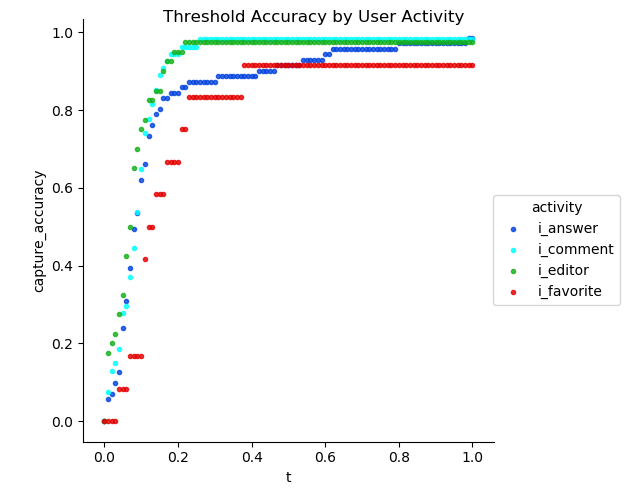 Threshold Accuracy by User Activity
1.0
0.8
0.6
0.4
0.2
0.0
capture_accuracy
0.0 0.2 0.4 0.6 0.8 1.0
t
activity
i_answer
i_comment
i_editor
i_favorite